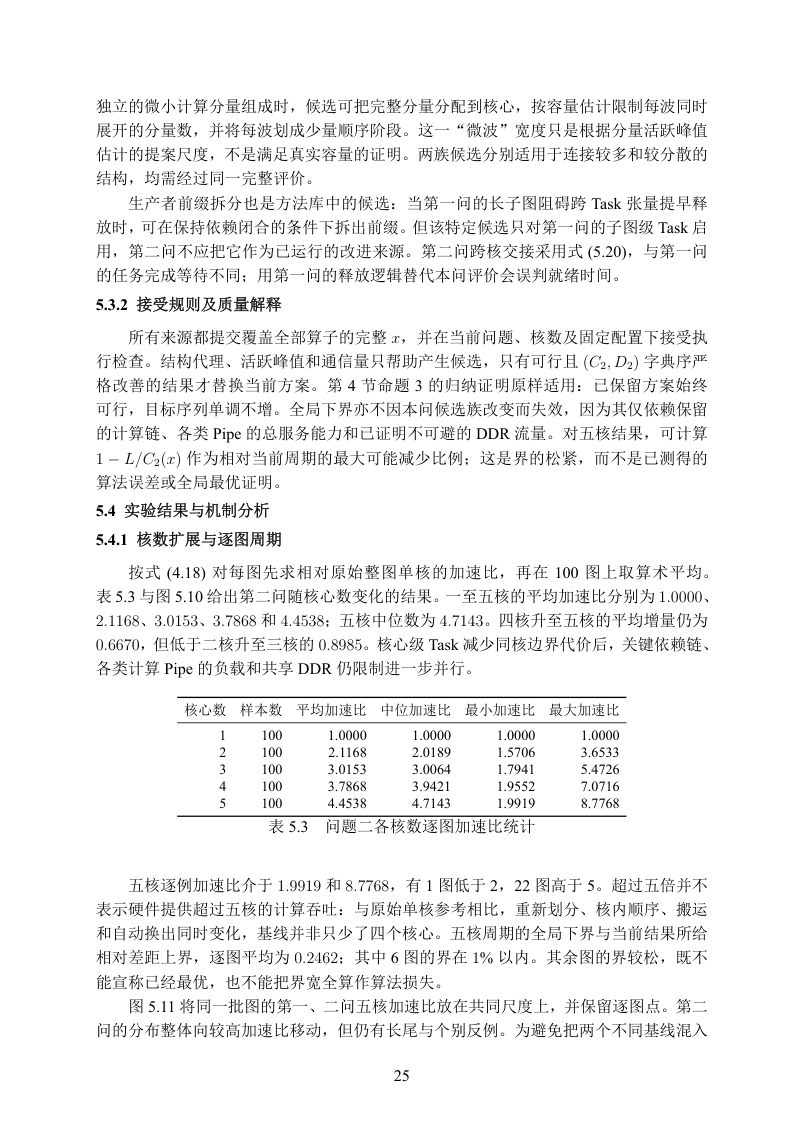 独立的微小计算分量组成时，候选可把完整分量分配到核心，按容量估计限制每波同时
展开的分量数，并将每波划成少量顺序阶段。这一“微波”宽度只是根据分量活跃峰值
估计的提案尺度，不是满足真实容量的证明。两族候选分别适用于连接较多和较分散的
结构，均需经过同一完整评价。
生产者前缀拆分也是方法库中的候选：当第一问的长子图阻碍跨 Task 张量提早释
放时，可在保持依赖闭合的条件下拆出前缀。但该特定候选只对第一问的子图级 Task 启
用，第二问不应把它作为已运行的改进来源。第二问跨核交接采用式 (5.20)，与第一问
的任务完成等待不同；用第一问的释放逻辑替代本问评价会误判就绪时间。
5.3.2 接受规则及质量解释
所有来源都提交覆盖全部算子的完整 x，并在当前问题、核数及固定配置下接受执
行检查。结构代理、活跃峰值和通信量只帮助产生候选，只有可行且 (C₂, D₂) 字典序严
格改善的结果才替换当前方案。第 4 节命题 3 的归纳证明原样适用：已保留方案始终
可行，目标序列单调不增。全局下界亦不因本问候选族改变而失效，因为其仅依赖保留
的计算链、各类 Pipe 的总服务能力和已证明不可避的 DDR 流量。对五核结果，可计算
1 − L/C₂(x) 作为相对当前周期的最大可能减少比例；这是界的松紧，而不是已测得的
算法误差或全局最优证明。
5.4 实验结果与机制分析
5.4.1 核数扩展与逐图周期
按式 (4.18) 对每图先求相对原始整图单核的加速比，再在 100 图上取算术平均。
表 5.3 与图 5.10 给出第二问随核心数变化的结果。一至五核的平均加速比分别为 1.0000、
2.1168、3.0153、3.7868 和 4.4538；五核中位数为 4.7143。四核升至五核的平均增量仍为
0.6670，但低于二核升至三核的 0.8985。核心级 Task 减少同核边界代价后，关键依赖链、
各类计算 Pipe 的负载和共享 DDR 仍限制进一步并行。
核心数 样本数 平均加速比 中位加速比 最小加速比 最大加速比
1 100 1.0000 1.0000 1.0000 1.0000
2 100 2.1168 2.0189 1.5706 3.6533
3 100 3.0153 3.0064 1.7941 5.4726
4 100 3.7868 3.9421 1.9552 7.0716
5 100 4.4538 4.7143 1.9919 8.7768
表 5.3 问题二各核数逐图加速比统计
五核逐例加速比介于 1.9919 和 8.7768，有 1 图低于 2，22 图高于 5。超过五倍并不
表示硬件提供超过五核的计算吞吐：与原始单核参考相比，重新划分、核内顺序、搬运
和自动换出同时变化，基线并非只少了四个核心。五核周期的全局下界与当前结果所给
相对差距上界，逐图平均为 0.2462；其中 6 图的界在 1% 以内。其余图的界较松，既不
能宣称已经最优，也不能把界宽全算作算法损失。
图 5.11 将同一批图的第一、二问五核加速比放在共同尺度上，并保留逐图点。第二
问的分布整体向较高加速比移动，但仍有长尾与个别反例。为避免把两个不同基线混入
25